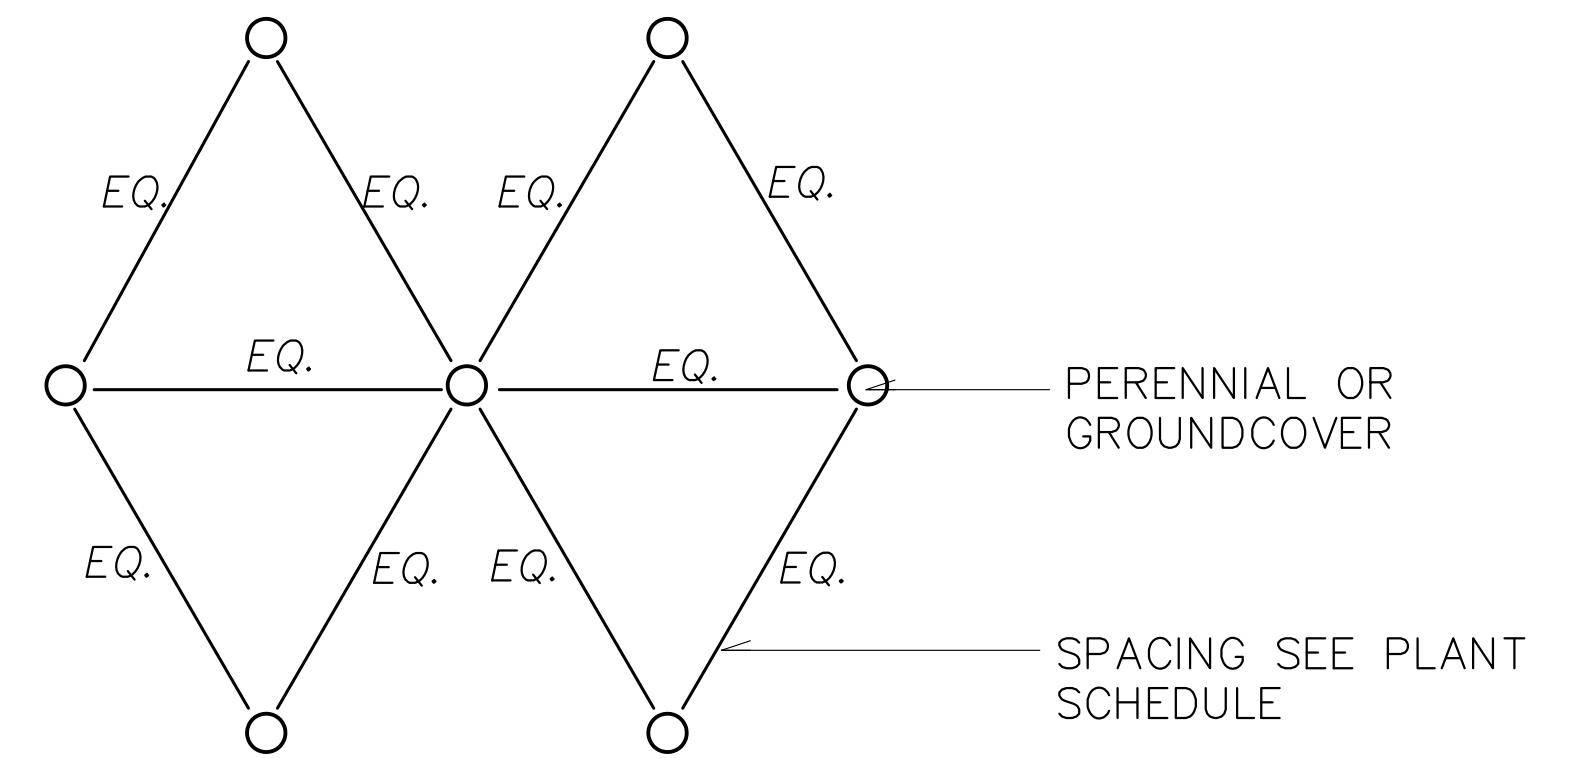 EQ.
EQ.
EQ.
EQ.
EQ.
EQ.
PERENNIAL OR
GROUNDCOVER
EQ.
EQ.
EQ.
EQ.
SPACING SEE PLANT
SCHEDULE